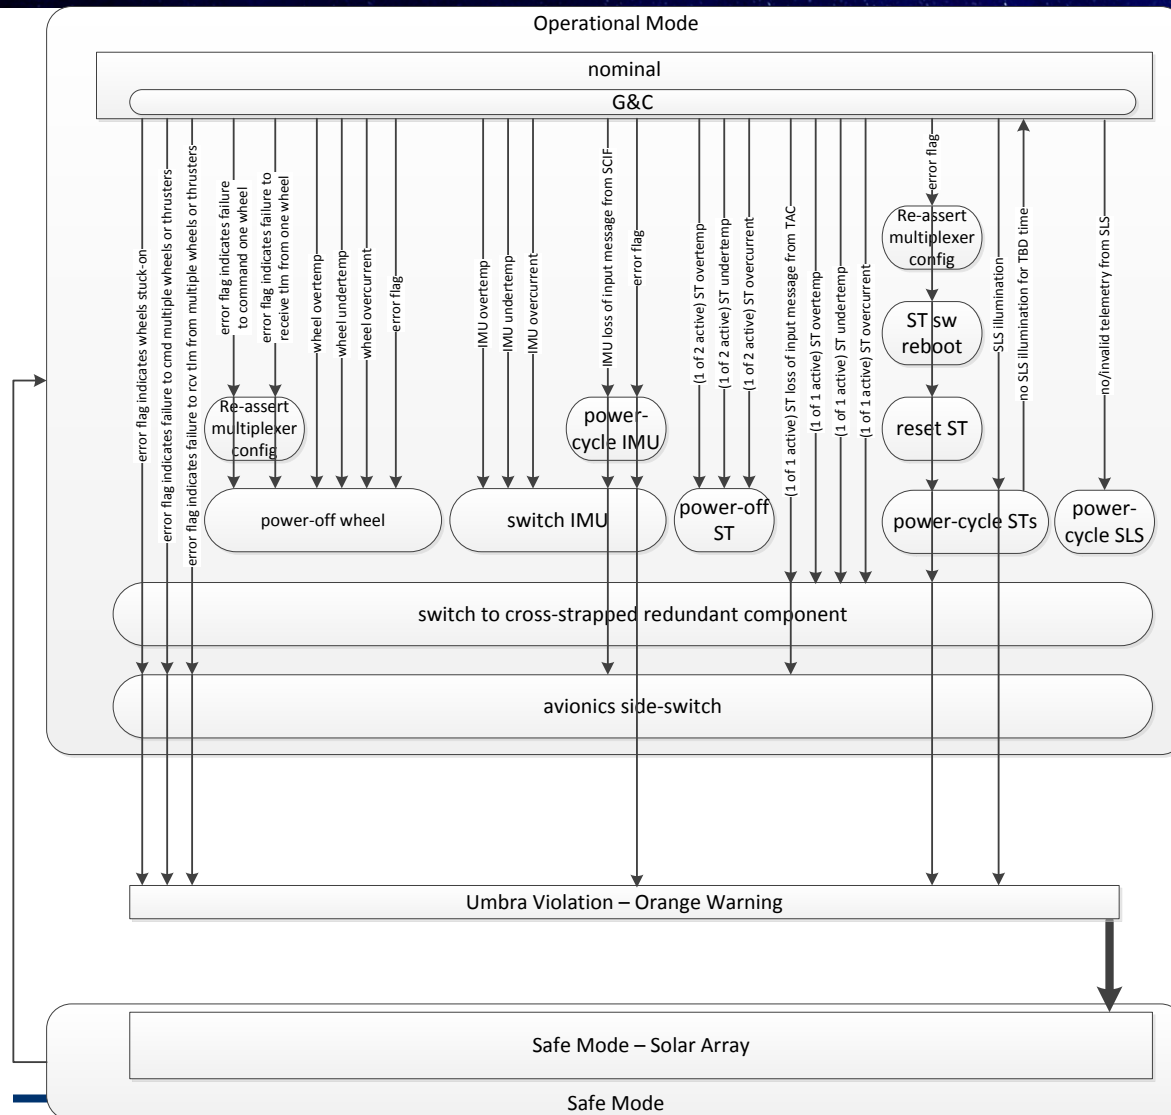 Operational Mode
nominal
G&C
error flag indicates wheels stuck-on
error flag indicates failure to cmd multiple wheels or thrusters
error flag indicates failure to rcv tlm from multiple wheels or thrusters
error flag indicates failure
to command one wheel
error flag indicates failure to
receive tlm from one wheel
wheel overtemp
wheel undertemp
wheel overcurrent
error flag
IMU overtemp
IMU undertemp
IMU overcurrent
IMU loss of input message from SCIF
error flag
(1 of 2 active) ST overtemp
(1 of 2 active) ST undertemp
(1 of 2 active) ST overcurrent
(1 of 1 active) ST loss of input message from TAC
(1 of 1 active) ST overtemp
(1 of 1 active) ST undertemp
(1 of 1 active) ST overcurrent
error flag
SLS illumination
no SLS illumination for TBD time
no/invalid telemetry from SLS
Re-assert
multiplexer
config
ST sw
reboot
Re-assert
multiplexer
config
power-
cycle IMU
reset ST
power-off wheel
switch IMU
power-off
ST
power-cycle STs
power-
cycle SLS
switch to cross-strapped redundant component
avionics side-switch
Umbra Violation – Orange Warning
Safe Mode – Solar Array
Safe Mode